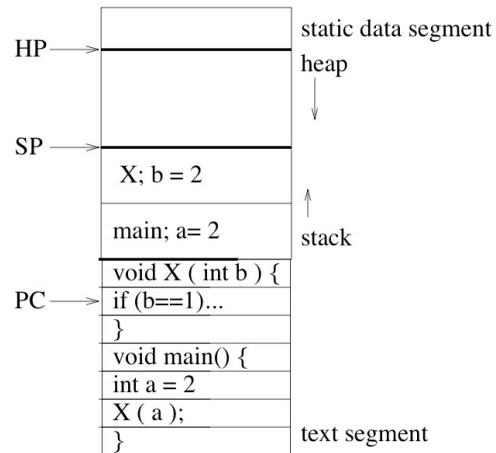 static data segment
HP
heap
SP
X; b = 2
main; a= 2
stack
void X ( int b ) {
PC
if (b==1)...
}
void main() {
int a = 2
X ( a );
}
text segment